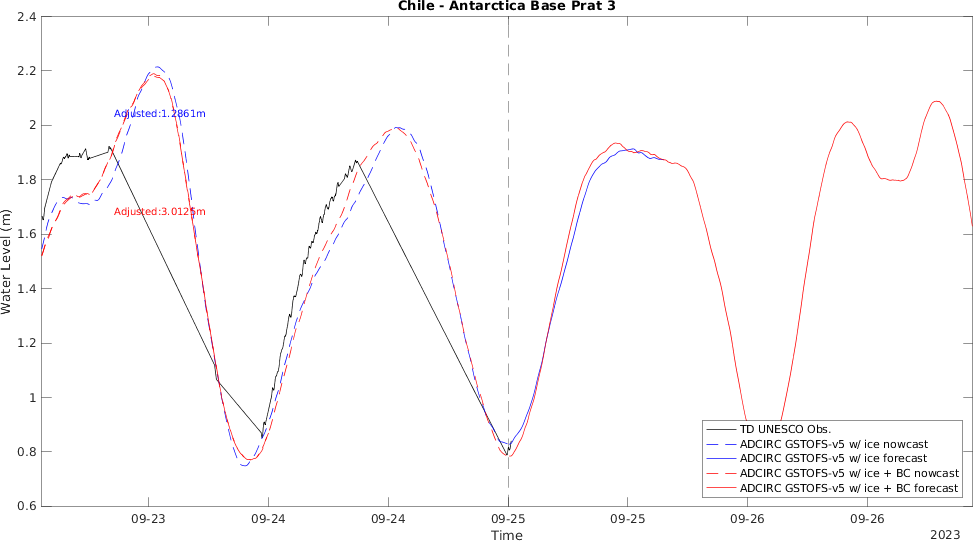 Chile - Antarctica Base Prat 3
2.4
2.2
2
1.8
1.6
1.4
1.2
1
0.8
0.6
Water Level (m)
Adjusted:1.2861m
Adjusted:3.0125m
TD UNESCO Obs.
ADCIRC GSTOFS-v5 w/ ice nowcast
ADCIRC GSTOFS-v5 w/ ice forecast
ADCIRC GSTOFS-v5 w/ ice + BC nowcast
ADCIRC GSTOFS-v5 w/ ice + BC forecast
09-23
09-24
09-24
09-25
09-25
09-26
09-26
Time
2023